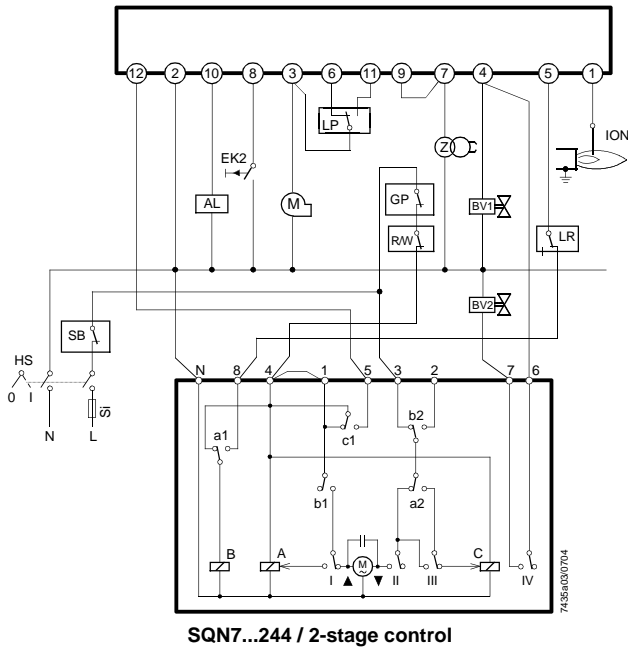 12 2 10 8 3 6 11 9 7 4 5 1
LP
ION
EK2
Z
AL
M
GP
BV1
R/W
LR
BV2
SB
HS
0 I
Si
N L
N 8 4 1 5 3 2 7 6
b2
a1
c1
b1
a2
B A M C
~
I II III IV
7435a03/0704
SQN7...244 / 2-stage control